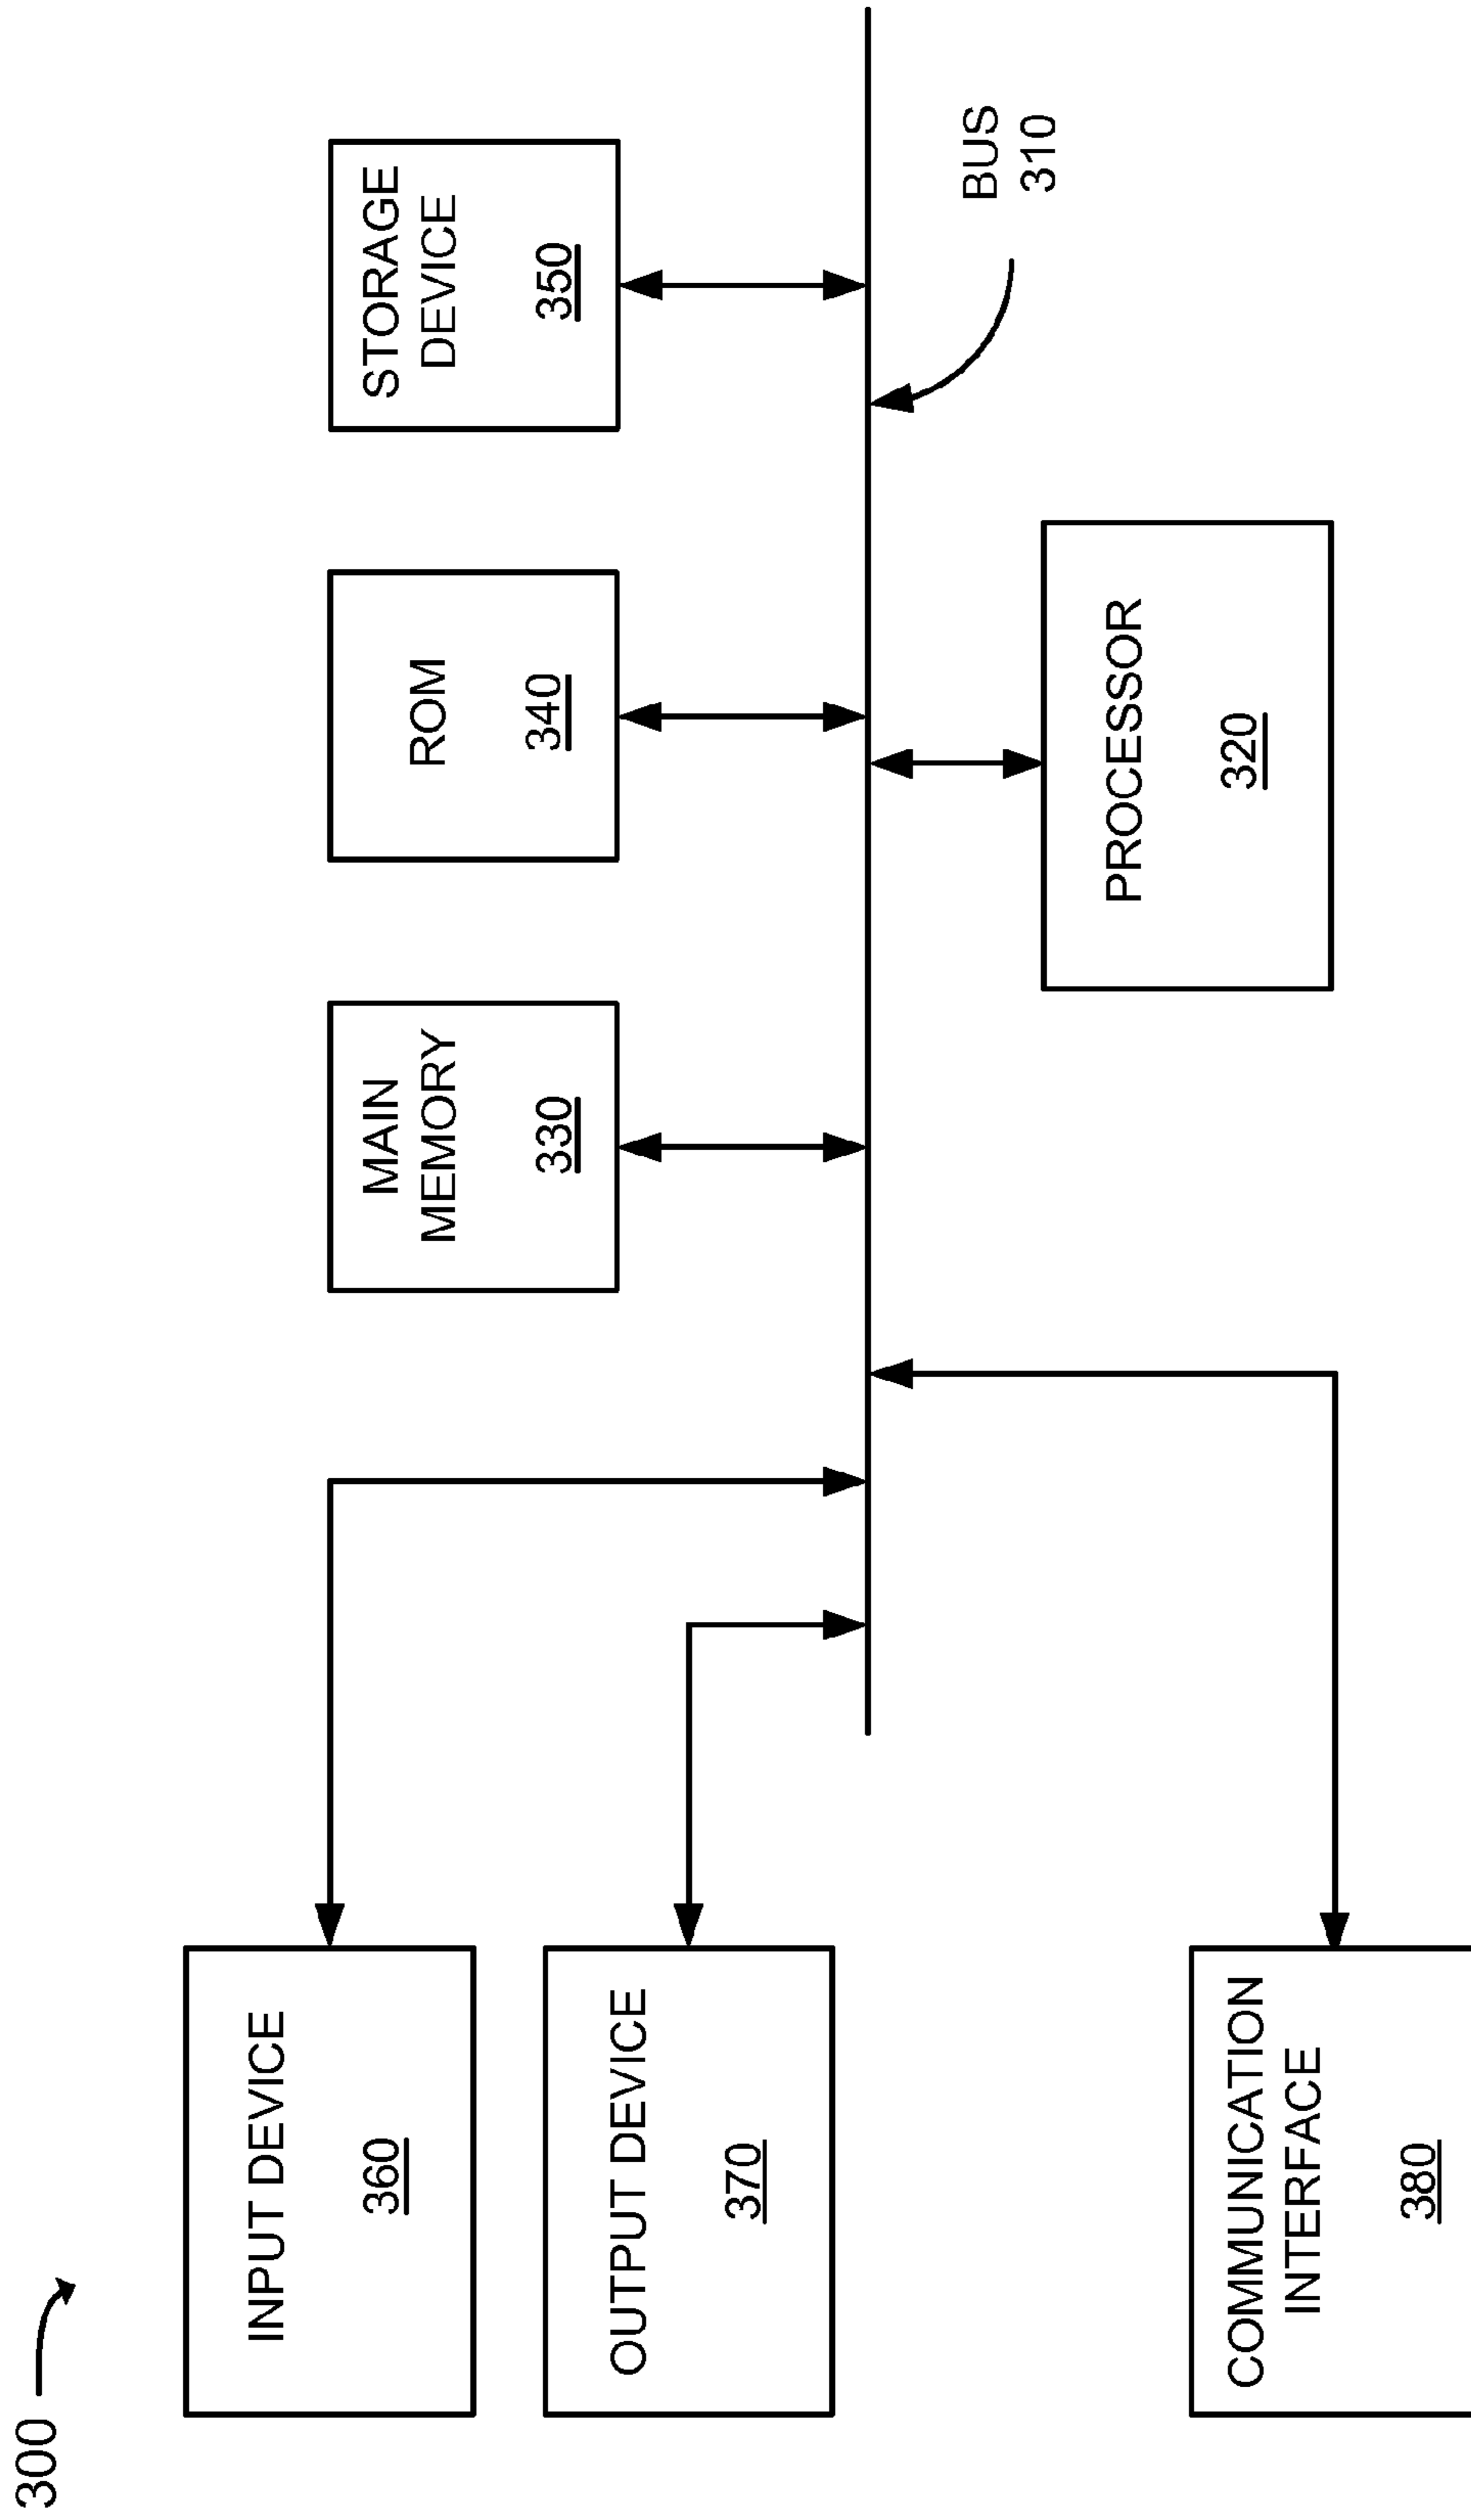 300
INPUT DEVICE
360
OUTPUT DEVICE
370
COMMUNICATION
INTERFACE
380
MAIN
MEMORY
330
ROM
340
STORAGE
DEVICE
350
PROCESSOR
320
BUS
310